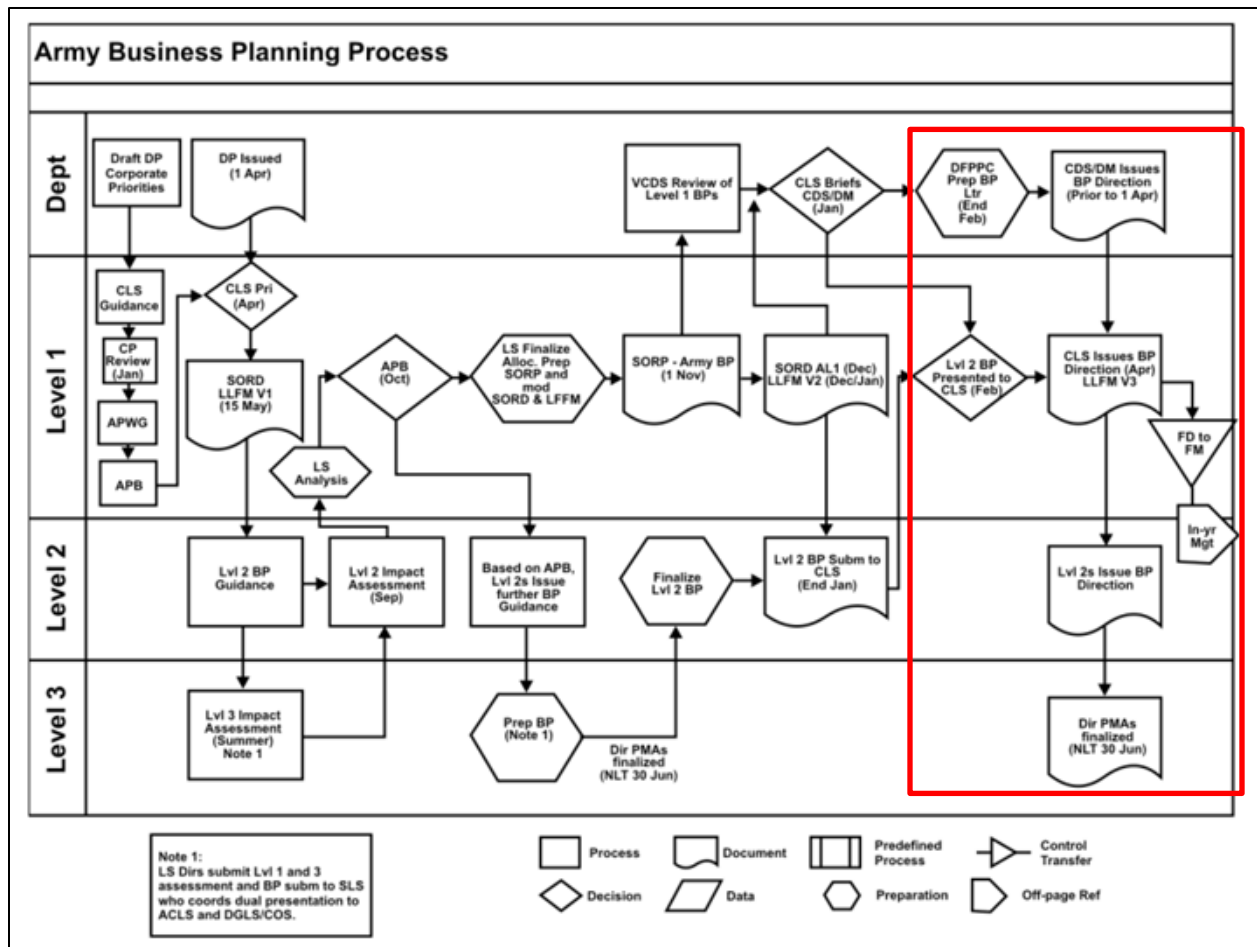 Army Business Planning Process
Dept
Draft DP
Corporate
Priorities
DP Issued
(1 Apr)
VCDS Review of
Level 1 BPs
CLS Briefs
CDS/DM
(Jan)
DFPPC
Prep BP
Ltr
(End
Feb)
CDS/DM Issues
BP Direction
(Prior to 1 Apr)
Level 1
CLS
Guidance
CP
Review
(Jan)
APWG
APB
CLS Pri
(Apr)
SORD
LLFM V1
(15 May)
LS
Analysis
APB
(Oct)
LS Finalize
Alloc. Prep
SORP and
mod
SORD & LFFM
SORP - Army BP
(1 Nov)
SORD AL1 (Dec)
LLFM V2 (Dec/Jan)
Lvl 2 BP
Presented to
CLS (Feb)
CLS Issues BP
Direction (Apr)
LLFM V3
FD to
FM
In-yr
Mgt
Level 2
Lvl 2 BP
Guidance
Lvl 2 Impact
Assessment
(Sep)
Based on APB,
Lvl 2s Issue
further BP
Guidance
Finalize
Lvl 2 BP
Lvl 2 BP Subm to
CLS
(End Jan)
Lvl 2s Issue BP
Direction
Level 3
Lvl 3 Impact
Assessment
(Summer)
Note 1
Prep BP
(Note 1)
Dir PMAs
finalized
(NLT 30 Jun)
Dir PMAs
finalized
(NLT 30 Jun)
Note 1:
LS Dirs submit Lvl 1 and 3
assessment and BP subm to SLS
who coords dual presentation to
ACLS and DGLS/COS.
Process
Document
Predefined
Process
Control
Transfer
Decision
Data
Preparation
Off-page Ref